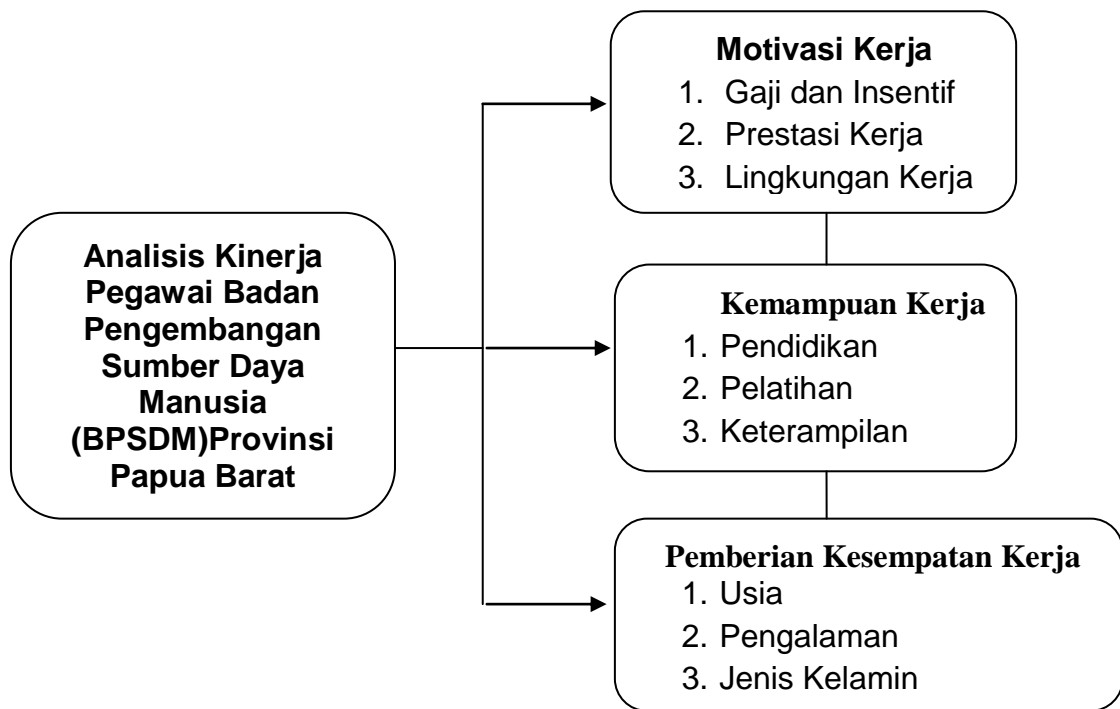 Analisis Kinerja
Pegawai Badan
Pengembangan
Sumber Daya
Manusia
(BPSDM)Provinsi
Papua Barat
Motivasi Kerja
1. Gaji dan Insentif
2. Prestasi Kerja
3. Lingkungan Kerja
Kemampuan Kerja
1. Pendidikan
2. Pelatihan
3. Keterampilan
Pemberian Kesempatan Kerja
1. Usia
2. Pengalaman
3. Jenis Kelamin